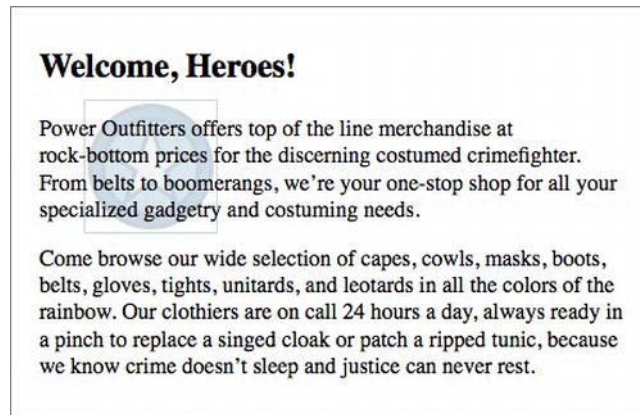 Welcome, Heroes!
Power Outfitters offers top of the line merchandise at
rock-bottom prices for the discerning costumed crimefighter.
From belts to boomerangs, we’re your one-stop shop for all your
specialized gadgetry and costuming needs.
Come browse our wide selection of capes, cowls, masks, boots,
belts, gloves, tights, unitards, and leotards in all the colors of the
rainbow. Our clothiers are on call 24 hours a day, always ready in
a pinch to replace a singed cloak or patch a ripped tunic, because
we know crime doesn’t sleep and justice can never rest.